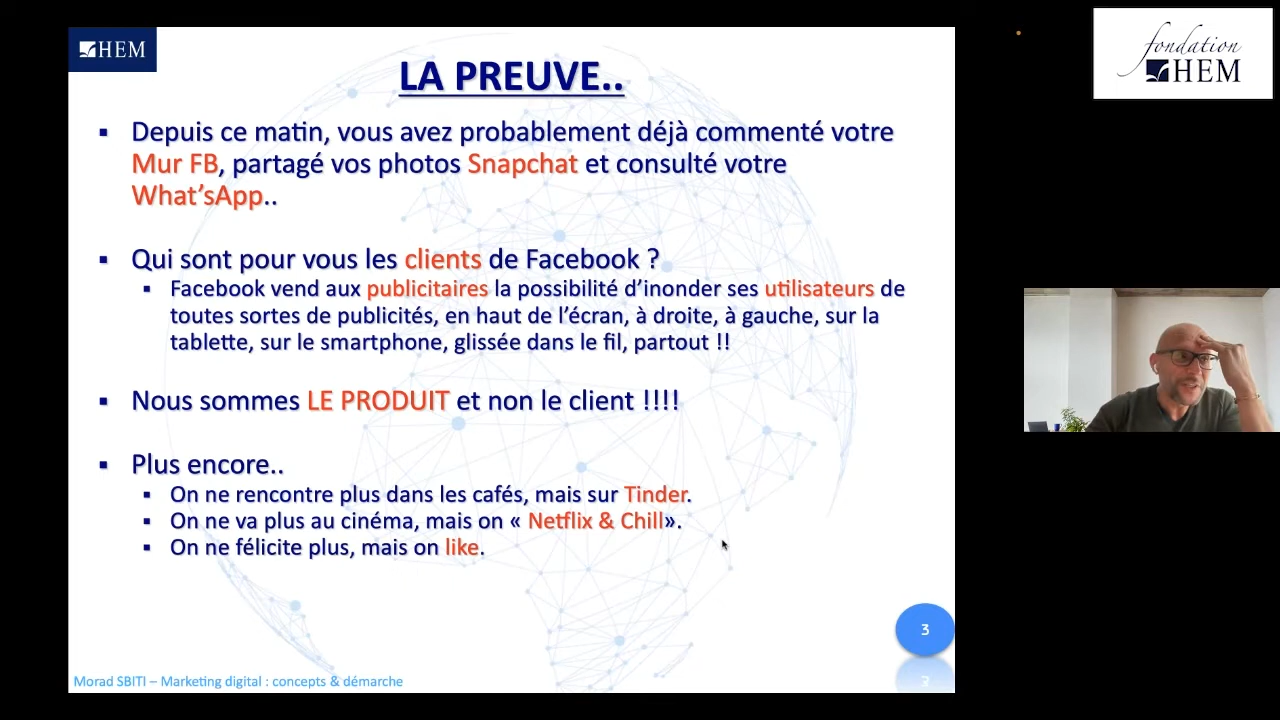 HEM
LA PREUVE..
Depuis ce matin, vous avez probablement déjà commenté votre
Mur FB, partagé vos photos Snapchat et consulté votre
What’sApp..
Qui sont pour vous les clients de Facebook ?
Facebook vend aux publicitaires la possibilité d’inonder ses utilisateurs de
toutes sortes de publicités, en haut de l’écran, à droite, à gauche, sur la
tablette, sur le smartphone, glissée dans le fil, partout !!
Nous sommes LE PRODUIT et non le client !!!!
Plus encore..
On ne rencontre plus dans les cafés, mais sur Tinder.
On ne va plus au cinéma, mais on « Netflix & Chill».
On ne félicite plus, mais on like.
3
Morad SBITI – Marketing digital : concepts & démarche
fondation
HEM